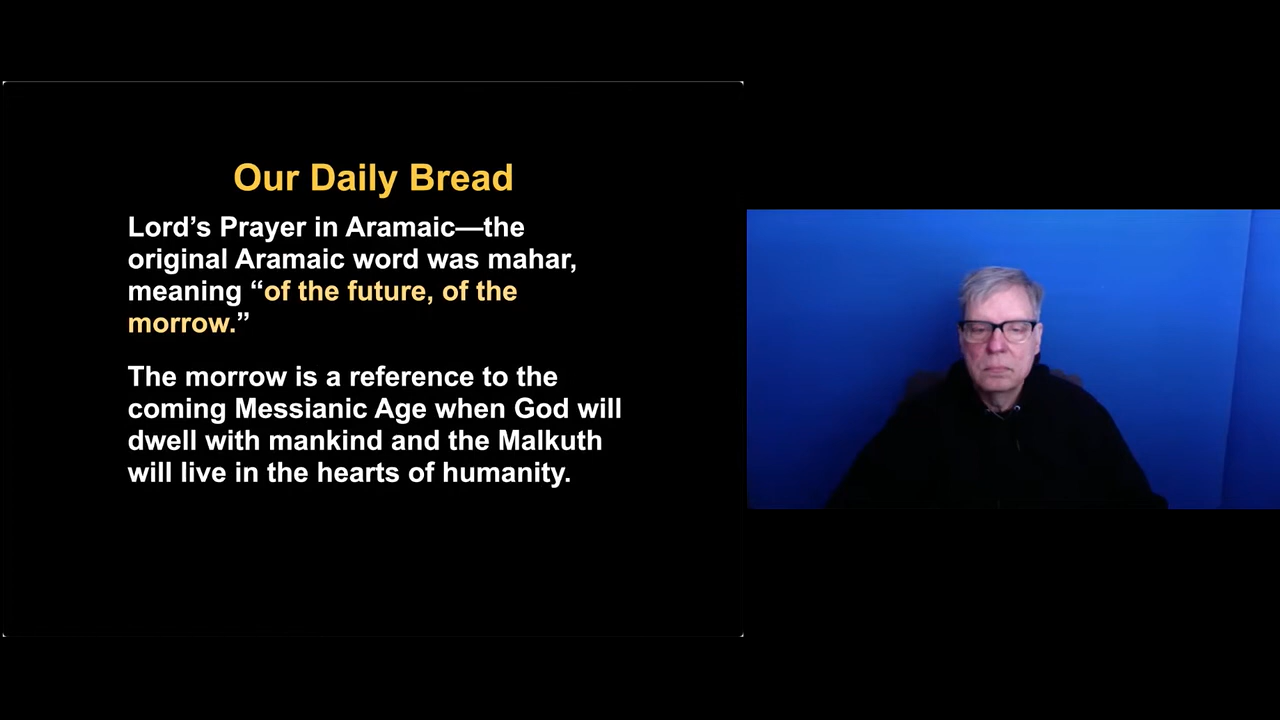 Our Daily Bread
Lord’s Prayer in Aramaic—the
original Aramaic word was mahar,
meaning “of the future, of the
morrow.”
The morrow is a reference to the
coming Messianic Age when God will
dwell with mankind and the Malkuth
will live in the hearts of humanity.